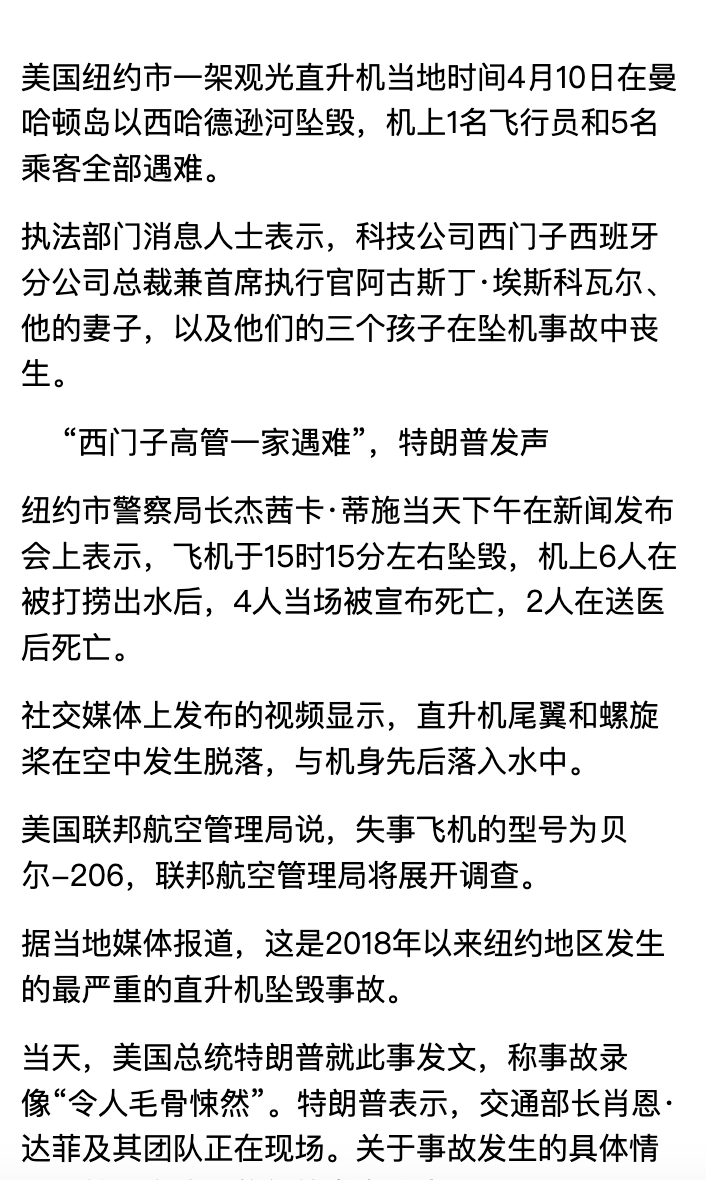 美国纽约市一架观光直升机当地时间4月10日在曼
哈顿岛以西哈德逊河坠毁，机上1名飞行员和5名
乘客全部遇难。
执法部门消息人士表示，科技公司西门子西班牙
分公司总裁兼首席执行官阿古斯丁·埃斯科瓦尔、
他的妻子，以及他们的三个孩子在坠机事故中丧
生。
“西门子高管一家遇难”，特朗普发声
纽约市警察局长杰茜卡·蒂施当天下午在新闻发布
会上表示，飞机于15时15分左右坠毁，机上6人在
被打捞出水后，4人当场被宣布死亡，2人在送医
后死亡。
社交媒体上发布的视频显示，直升机尾翼和螺旋
桨在空中发生脱落，与机身先后落入水中。
美国联邦航空管理局说，失事飞机的型号为贝
尔–206，联邦航空管理局将展开调查。
据当地媒体报道，这是2018年以来纽约地区发生
的最严重的直升机坠毁事故。
当天，美国总统特朗普就此事发文，称事故录
像“令人毛骨悚然”。特朗普表示，交通部长肖恩·
达菲及其团队正在现场。关于事故发生的具体情